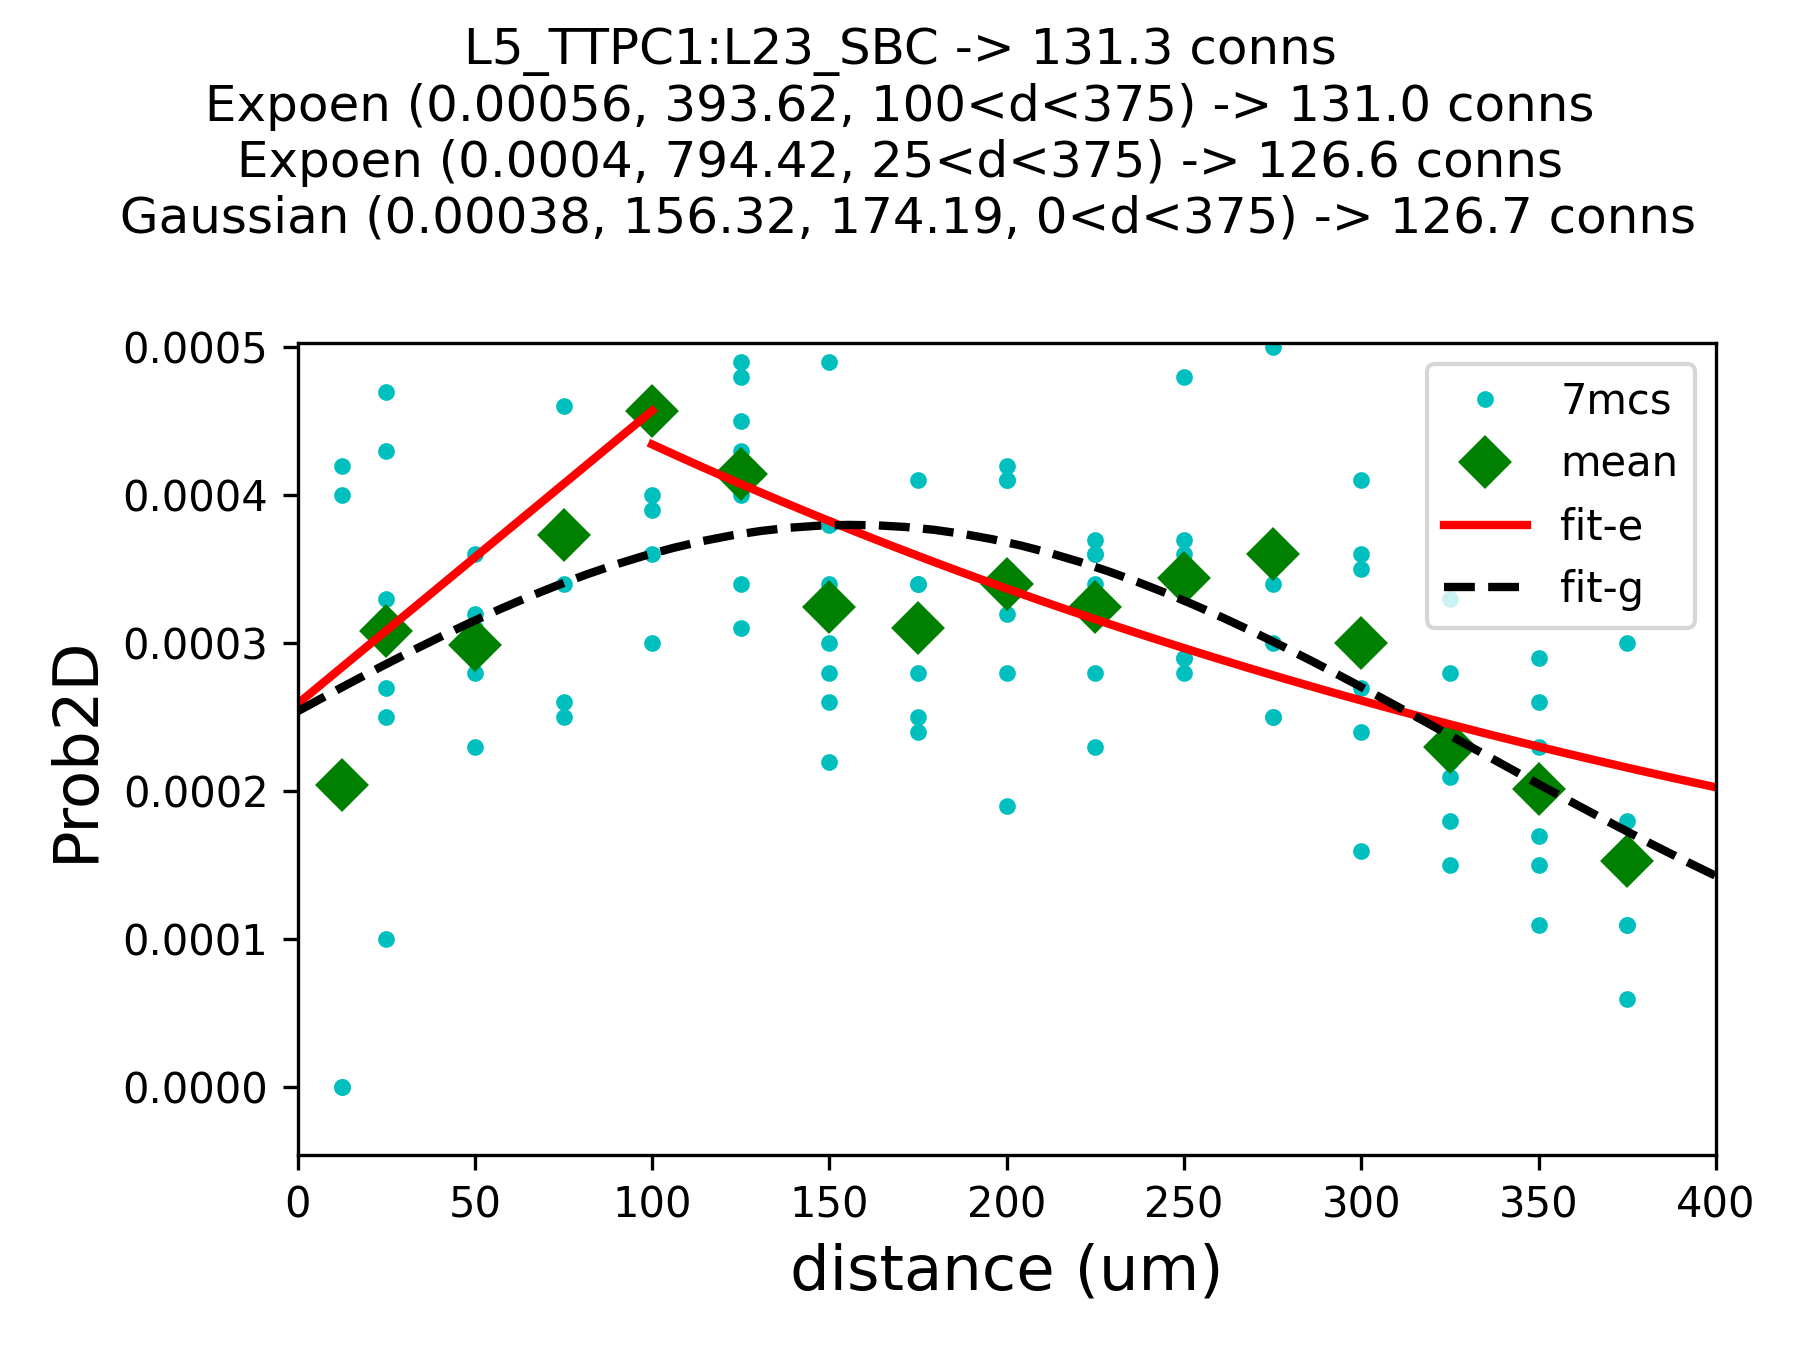 L5_TTPC1:L23_SBC -> 131.3 conns
Expoen (0.00056, 393.62, 100<d<375) -> 131.0 conns
Expoen (0.0004, 794.42, 25<d<375) -> 126.6 conns
Gaussian (0.00038, 156.32, 174.19, 0<d<375) -> 126.7 conns
0.0005
0.0004
0.0003
0.0002
0.0001
0.0000
Prob2D
7mcs
mean
fit-e
fit-g
0 50 100 150 200 250 300 350 400
distance (um)